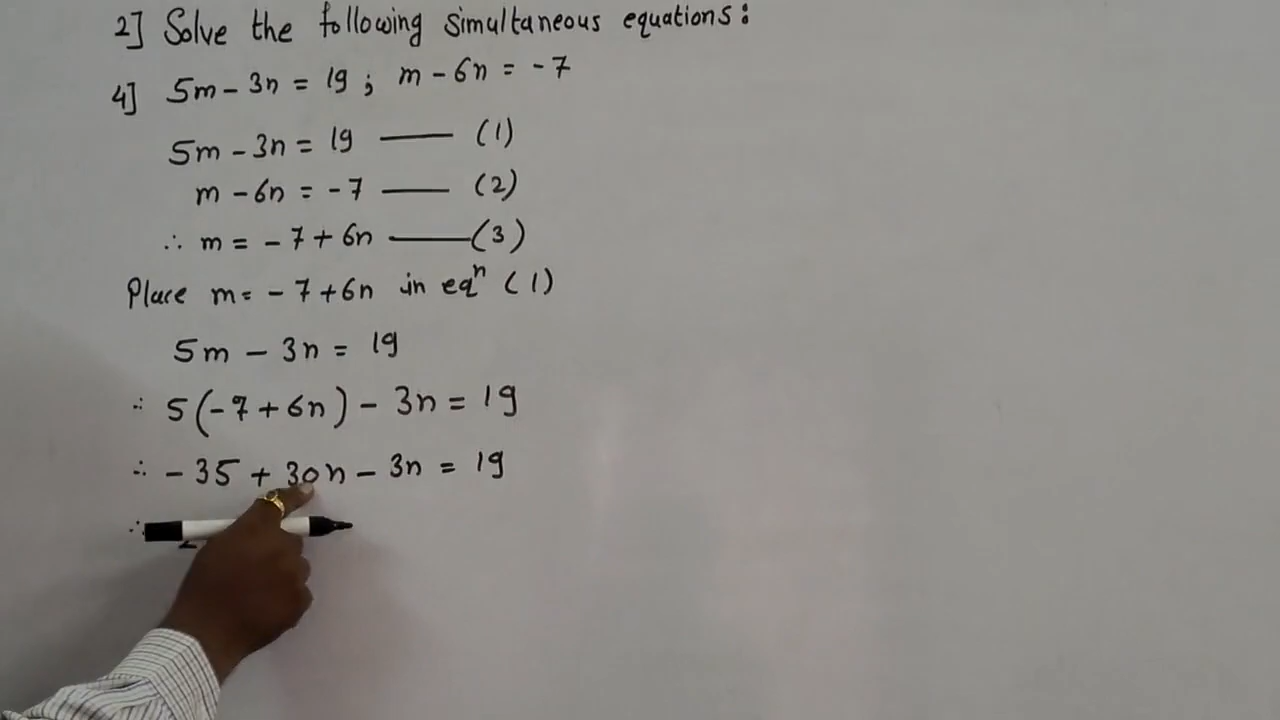 2] Solve the following simultaneous equations:
4] 5m - 3n = 19 ; m - 6n = -7
5m - 3n = 19 —— (1)
m - 6n = -7 —— (2)
∴ m = -7 + 6n —— (3)
Place m = -7 + 6n in eqⁿ (1)
5m - 3n = 19
∴ 5(-7 + 6n) - 3n = 19
∴ -35 + 30n - 3n = 19
∴